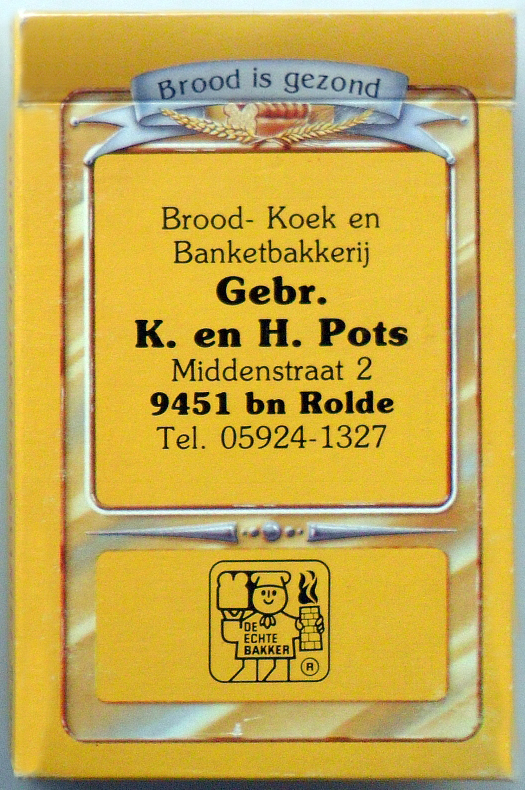 Brood is gezond
Brood- Koek en
Banketbakkerij
Gebr.
K. en H. Pots
Middenstraat 2
9451 bn Rolde
Tel. 05924-1327
DE
ECHTE
BAKKER
R